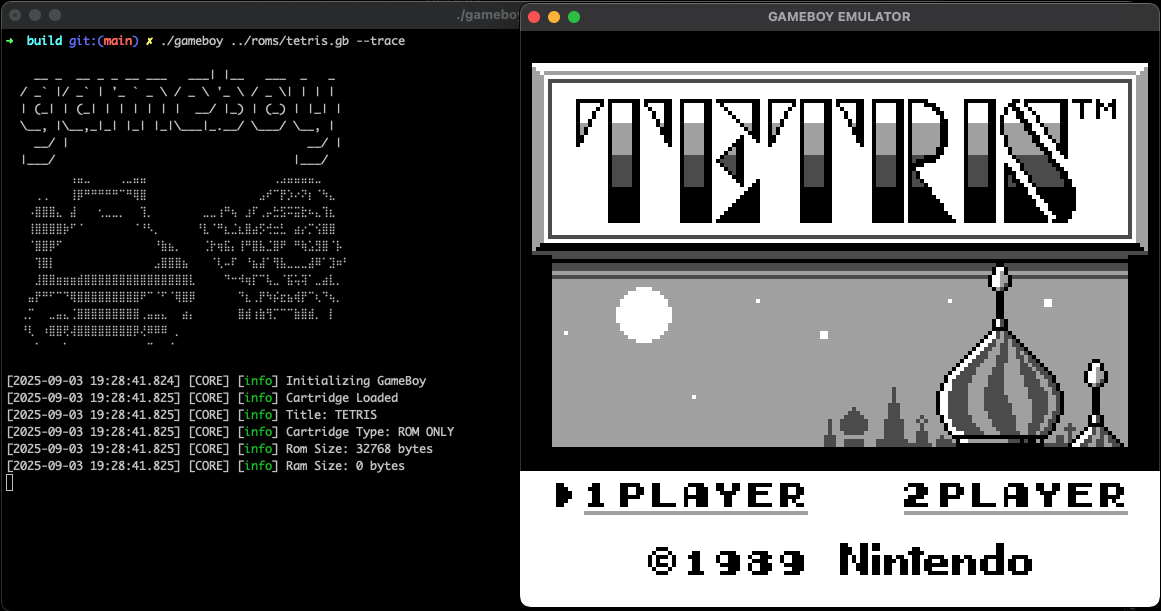 ./gameboy
→ build git:(main) ✗ ./gameboy ../roms/tetris.gb --trace
gameboy
[2025-09-03 19:28:41.824] [CORE] [info] Initializing GameBoy
[2025-09-03 19:28:41.825] [CORE] [info] Cartridge Loaded
[2025-09-03 19:28:41.825] [CORE] [info] Title: TETRIS
[2025-09-03 19:28:41.825] [CORE] [info] Cartridge Type: ROM ONLY
[2025-09-03 19:28:41.825] [CORE] [info] Rom Size: 32768 bytes
[2025-09-03 19:28:41.825] [CORE] [info] Ram Size: 0 bytes
GAMEBOY EMULATOR
TETRIS™
1PLAYER 2PLAYER
©1989 Nintendo